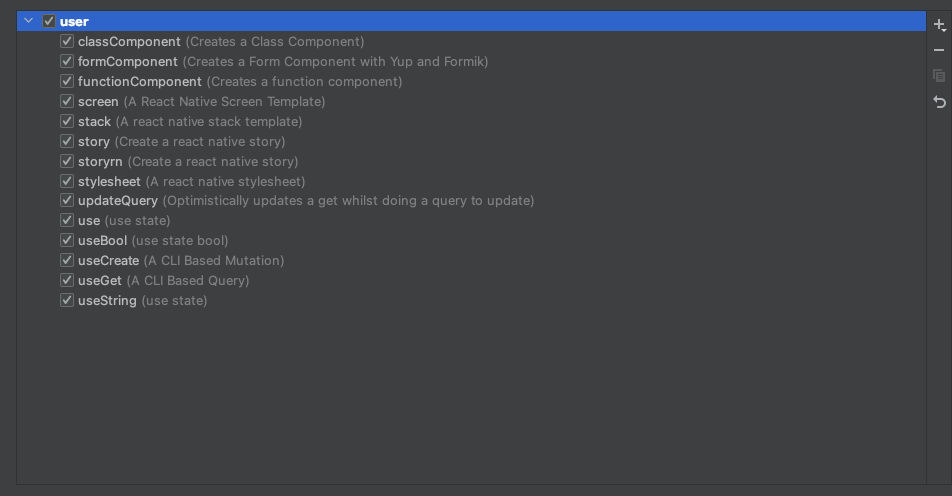 user
classComponent (Creates a Class Component)
formComponent (Creates a Form Component with Yup and Formik)
functionComponent (Creates a function component)
screen (A React Native Screen Template)
stack (A react native stack template)
story (Create a react native story)
storyrn (Create a react native story)
stylesheet (A react native stylesheet)
updateQuery (Optimistically updates a get whilst doing a query to update)
use (use state)
useBool (use state bool)
useCreate (A CLI Based Mutation)
useGet (A CLI Based Query)
useString (use state)